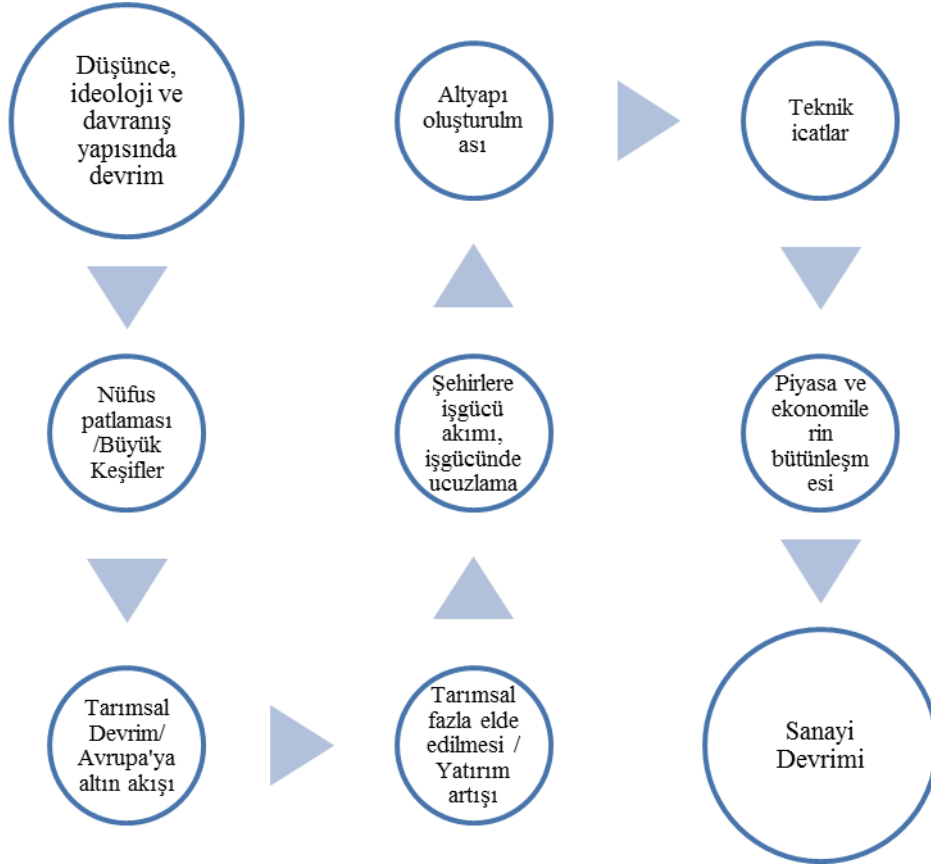 Düşünce,
ideoloji ve
davranış
yapısında
devrim
Nüfus
patlaması
/Büyük
Keşifler
Tarımsal
Devrim/
Avrupa'ya
altın akışı
Tarımsal
fazla elde
edilmesi /
Yatırım
artışı
Şehirlere
işgücü
akımı,
işgücünde
ucuzlama
Altyapı
oluşturulm
ası
Teknik
icatlar
Piyasa ve
ekonomile
rin
bütünleşm
esi
Sanayi
Devrimi